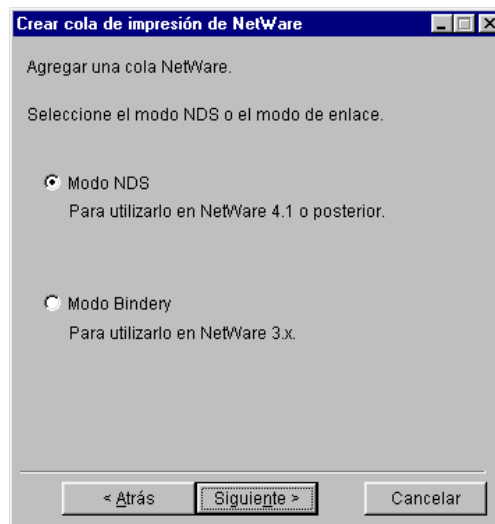 Crear cola de impresión de NetWare
Agregar una cola NetWare.
Seleccione el modo NDS o el modo de enlace.
Modo NDS
Para utilizarlo en NetWare 4.1 o posterior.
Modo Bindery
Para utilizarlo en NetWare 3.x.
< Atrás
Siguiente >
Cancelar